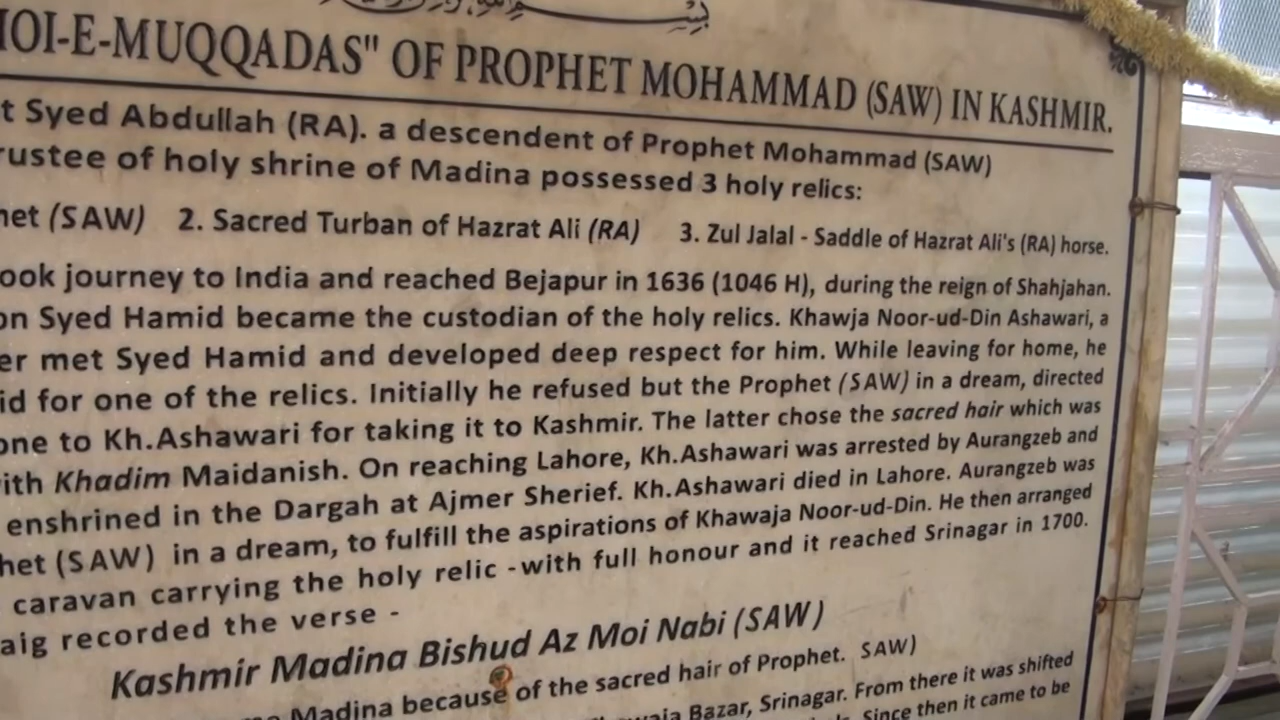 MOI-E-MUQQADAS" OF PROPHET MOHAMMAD (SAW) IN KASHMIR.
t Syed Abdullah (RA). a descendent of Prophet Mohammad (SAW)
rustee of holy shrine of Madina possessed 3 holy relics:
het (SAW) 2. Sacred Turban of Hazrat Ali (RA) 3. Zul Jalal - Saddle of Hazrat Ali's (RA) horse.
ook journey to India and reached Bejapur in 1636 (1046 H), during the reign of Shahjahan.
on Syed Hamid became the custodian of the holy relics. Khawja Noor-ud-Din Ashawari, a
er met Syed Hamid and developed deep respect for him. While leaving for home, he
id for one of the relics. Initially he refused but the Prophet (SAW) in a dream, directed
one to Kh.Ashawari for taking it to Kashmir. The latter chose the sacred hair which was
ith Khadim Maidanish. On reaching Lahore, Kh.Ashawari was arrested by Aurangzeb and
enshrined in the Dargah at Ajmer Sherief. Kh.Ashawari died in Lahore. Aurangzeb was
het (SAW) in a dream, to fulfill the aspirations of Khawaja Noor-ud-Din. He then arranged
caravan carrying the holy relic - with full honour and it reached Srinagar in 1700.
aig recorded the verse -
Kashmir Madina Bishud Az Moi Nabi (SAW)
Madina because of the sacred hair of Prophet. SAW)
Bazar, Srinagar. From there it was shifted
Since then it came to be